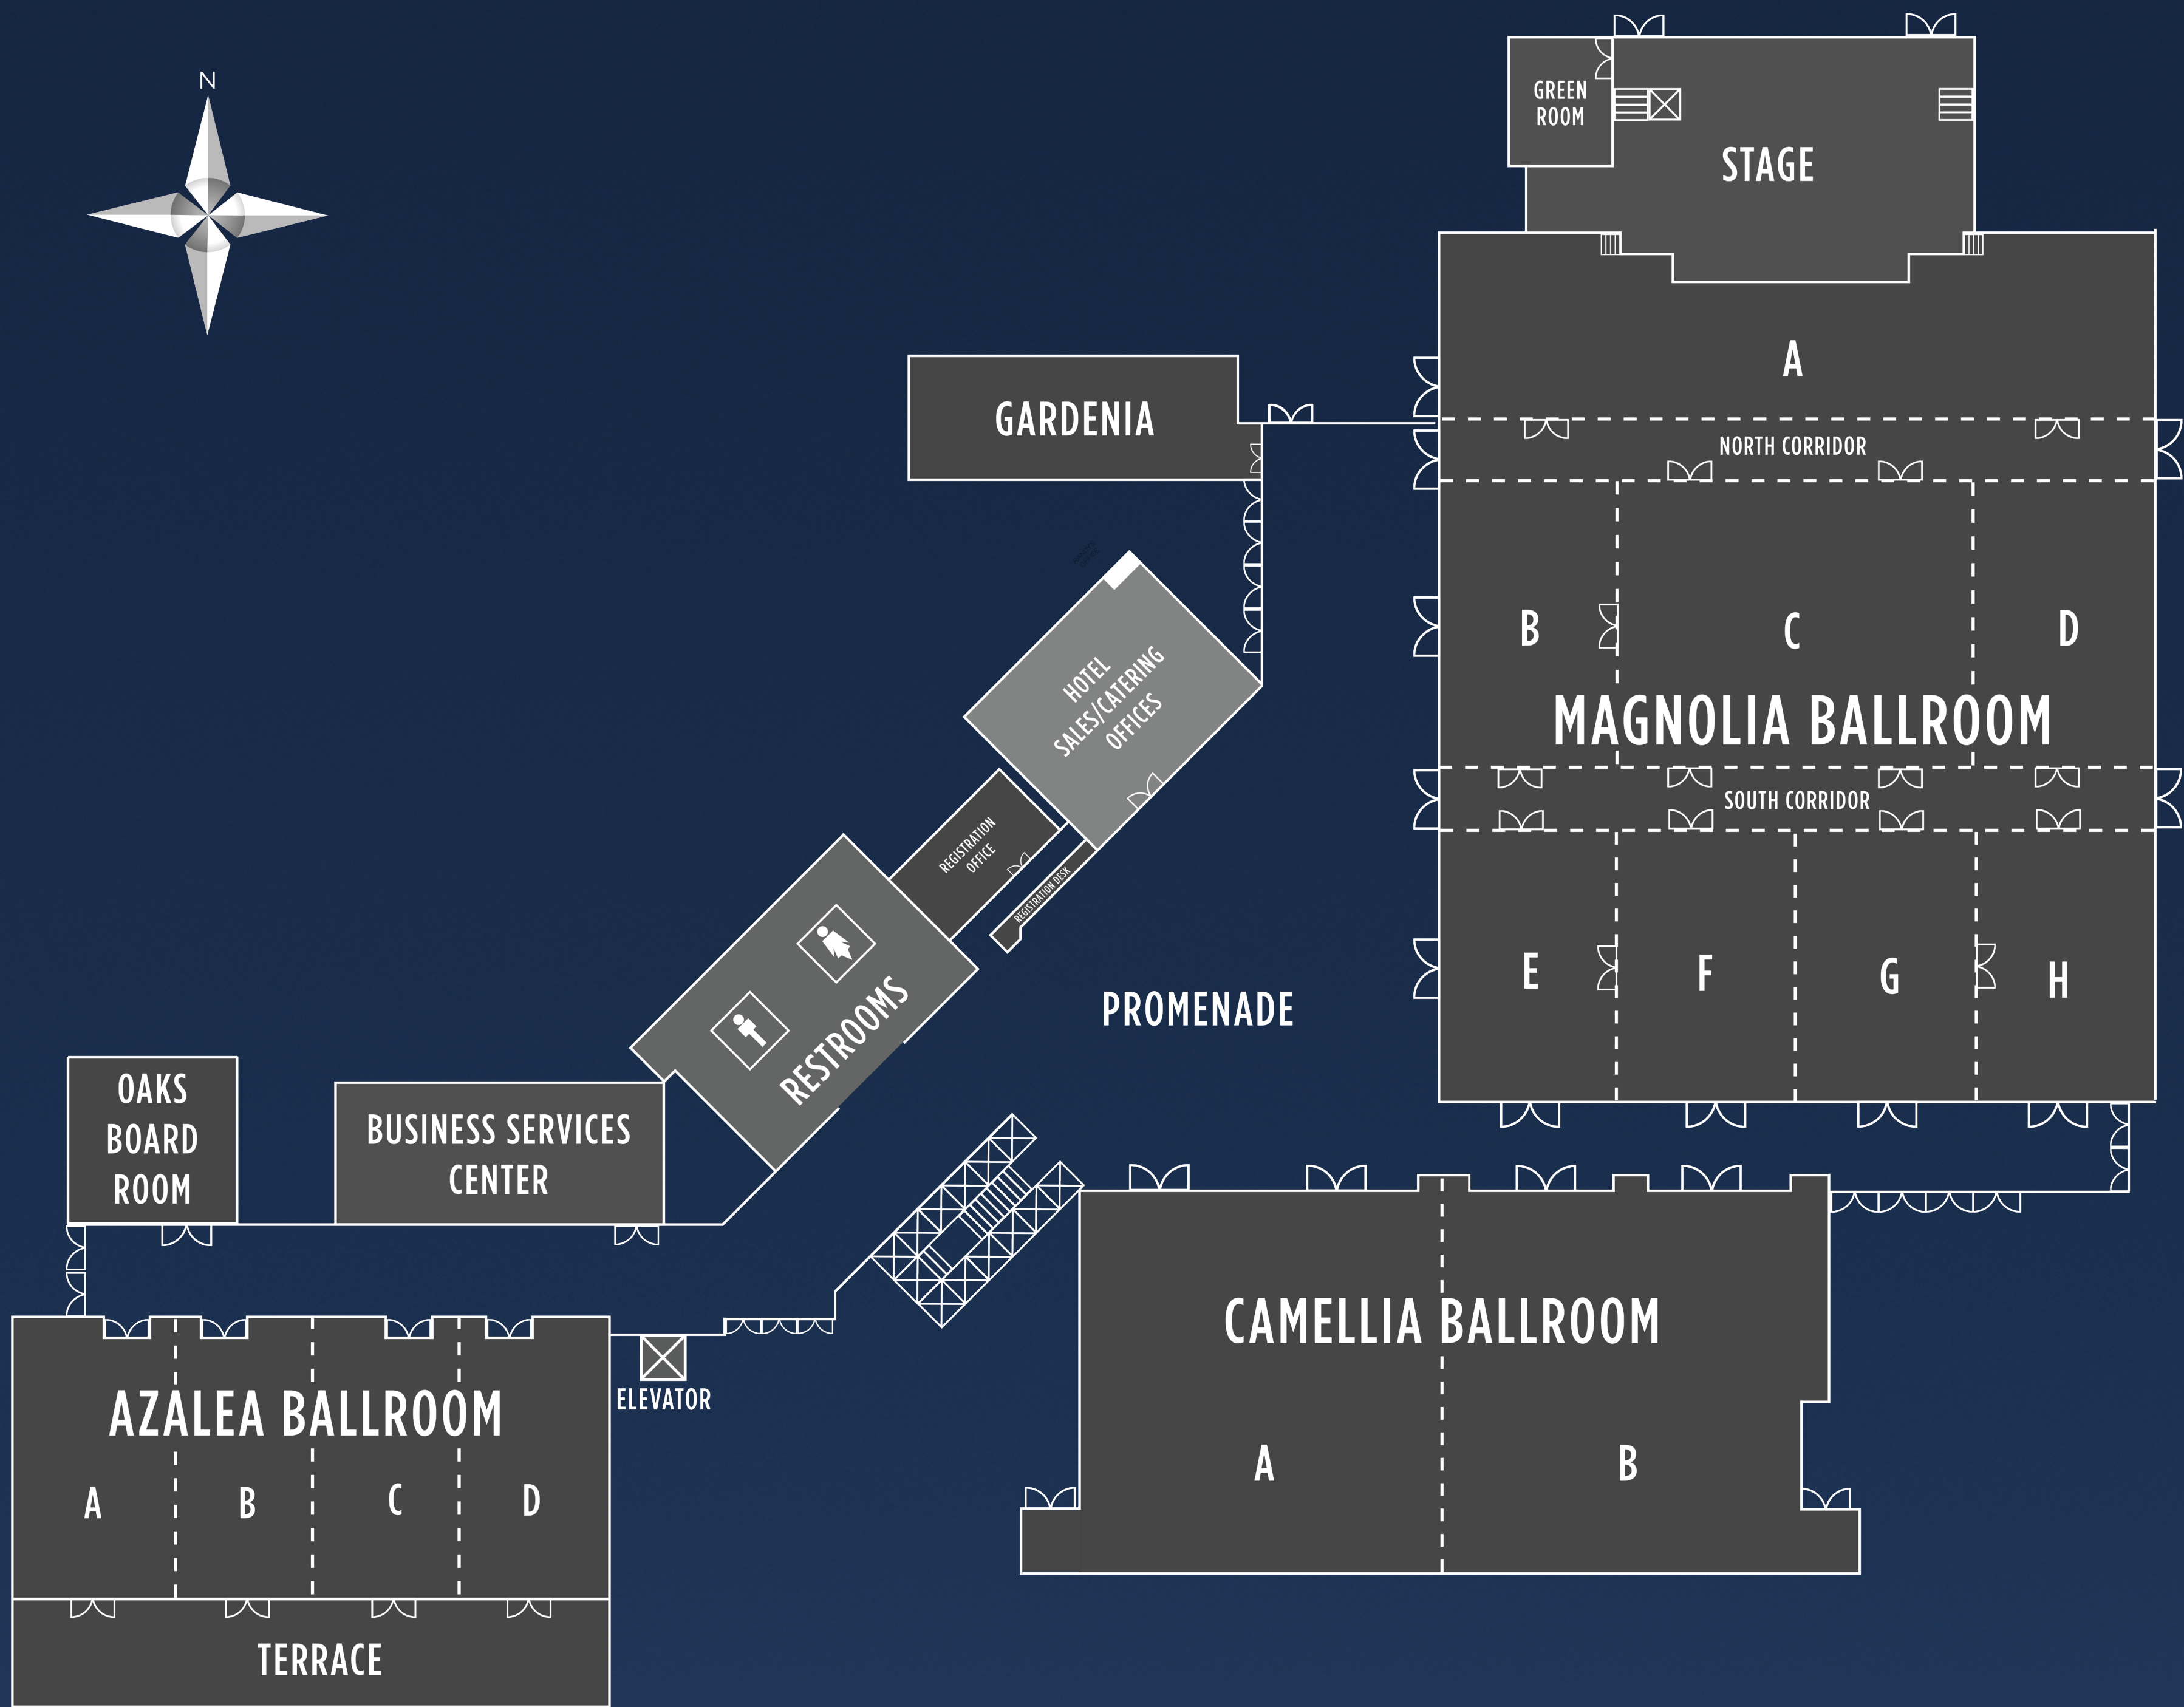 N
GREEN
ROOM
STAGE
A
GARDENIA
NORTH CORRIDOR
B
C
D
HOTEL
SALES/CATERING
OFFICES
MAGNOLIA BALLROOM
SOUTH CORRIDOR
REGISTRATION
OFFICE
REGISTRATION DESK
E
F
G
H
PROMENADE
RESTROOMS
OAKS
BOARD
ROOM
BUSINESS SERVICES
CENTER
CAMELLIA BALLROOM
A
B
ELEVATOR
AZALEA BALLROOM
A
B
C
D
TERRACE